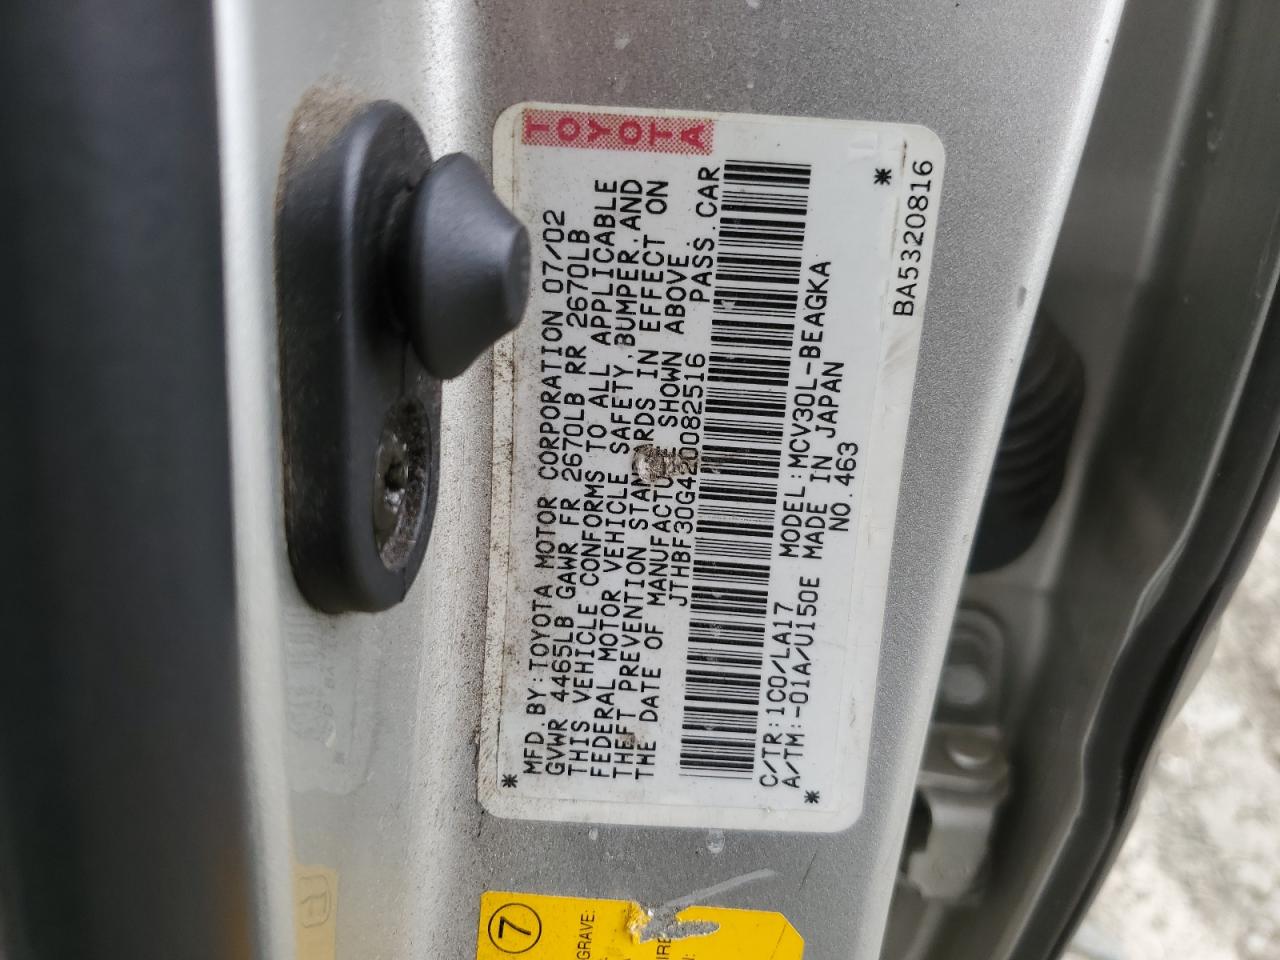 TOYOTA
MFD. BY: TOYOTA MOTOR CORPORATION 07/02
GVWR 4465LB GAWR FR 2670LB RR 2670LB
THIS VEHICLE CONFORMS TO ALL APPLICABLE
FEDERAL MOTOR VEHICLE SAFETY, BUMPER, AND
THEFT PREVENTION STANDARDS IN EFFECT ON
THE DATE OF MANUFACTURE SHOWN ABOVE.
JTHBF30G420082516 PASS. CAR
C/TR: 1C0/LA17 MODEL: MCV30L-BEAGKA
A/TM: -01A/U150E MADE IN JAPAN
NO. 463
* * *
BA5320816
7
GRAVE: